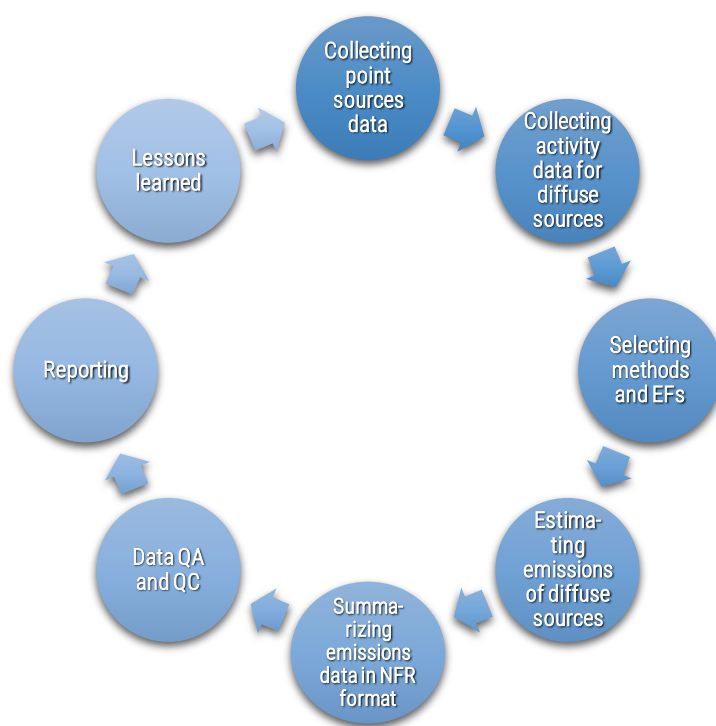 Collecting
point
sources
data
Collecting
activity
data for
diffuse
sources
Selecting
methods
and EFs
Estima-
ting
emissions
of diffuse
sources
Summa-
rizing
emissions
data in NFR
format
Data QA
and QC
Reporting
Lessons
learned